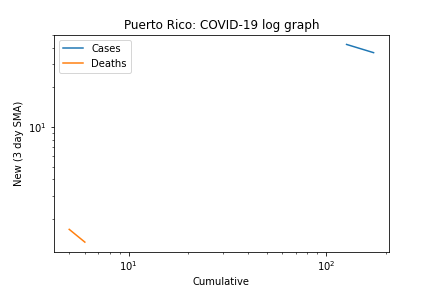 Puerto Rico: COVID-19 log graph
Cases
Deaths
New (3 day SMA)
10¹
10¹
10²
Cumulative